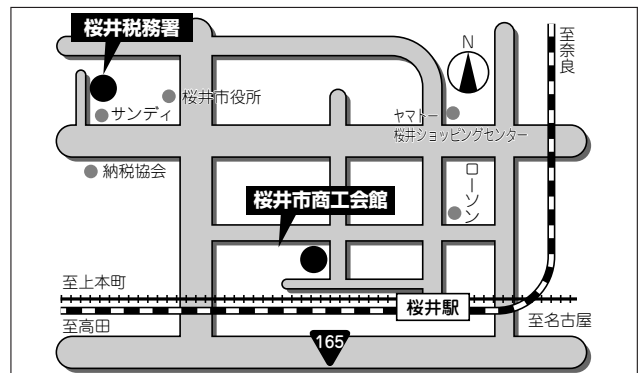 桜井税務署
N
至奈良
桜井市役所
サンディ
ヤマトー
桜井ショッピングセンター
納税協会
ローソン
桜井市商工会館
至上本町
桜井駅
至高田
至名古屋
165